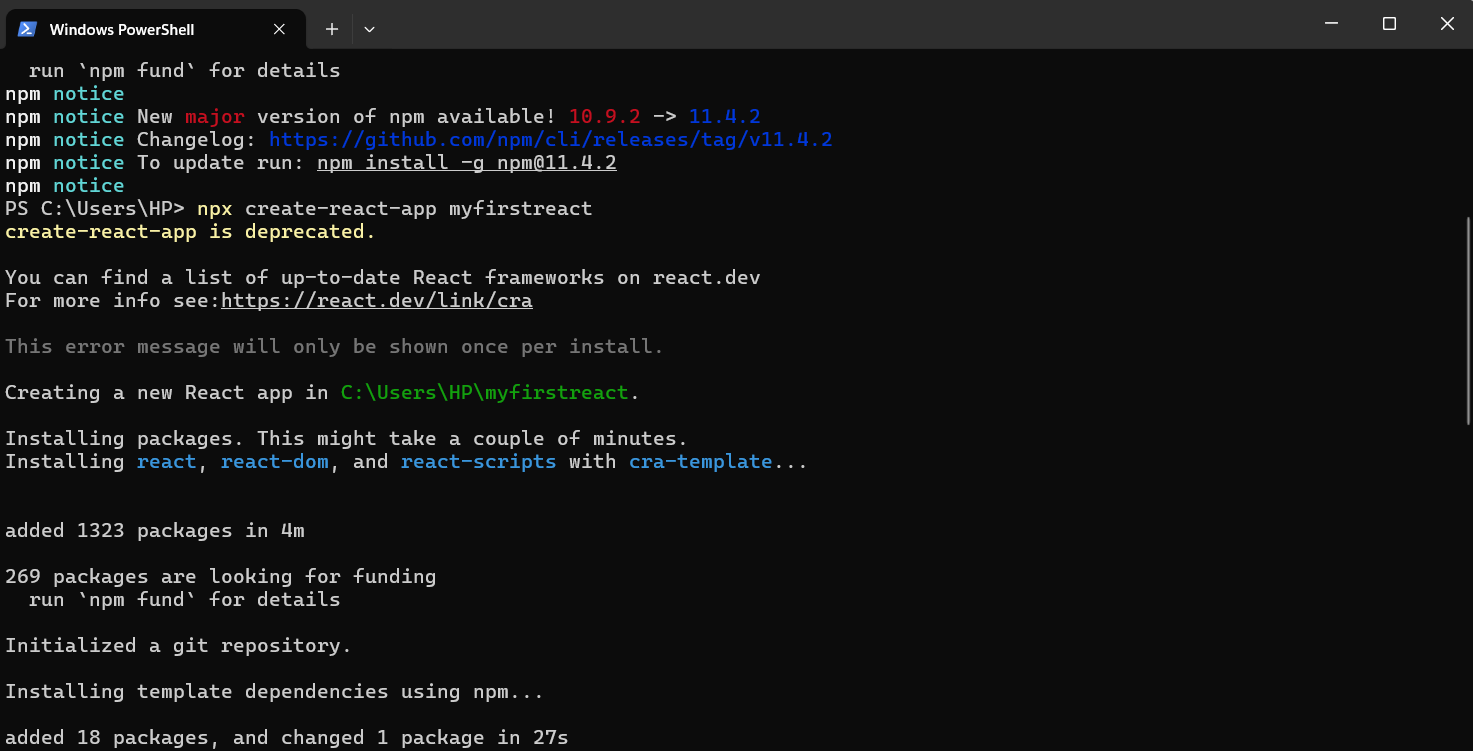 Windows PowerShell
run `npm fund` for details
npm notice
npm notice New major version of npm available! 10.9.2 -> 11.4.2
npm notice Changelog: https://github.com/npm/cli/releases/tag/v11.4.2
npm notice To update run: npm install -g npm@11.4.2
npm notice
PS C:\Users\HP> npx create-react-app myfirstreact
create-react-app is deprecated.
You can find a list of up-to-date React frameworks on react.dev
For more info see:https://react.dev/link/cra
This error message will only be shown once per install.
Creating a new React app in C:\Users\HP\myfirstreact.
Installing packages. This might take a couple of minutes.
Installing react, react-dom, and react-scripts with cra-template...
added 1323 packages in 4m
269 packages are looking for funding
run `npm fund` for details
Initialized a git repository.
Installing template dependencies using npm...
added 18 packages, and changed 1 package in 27s